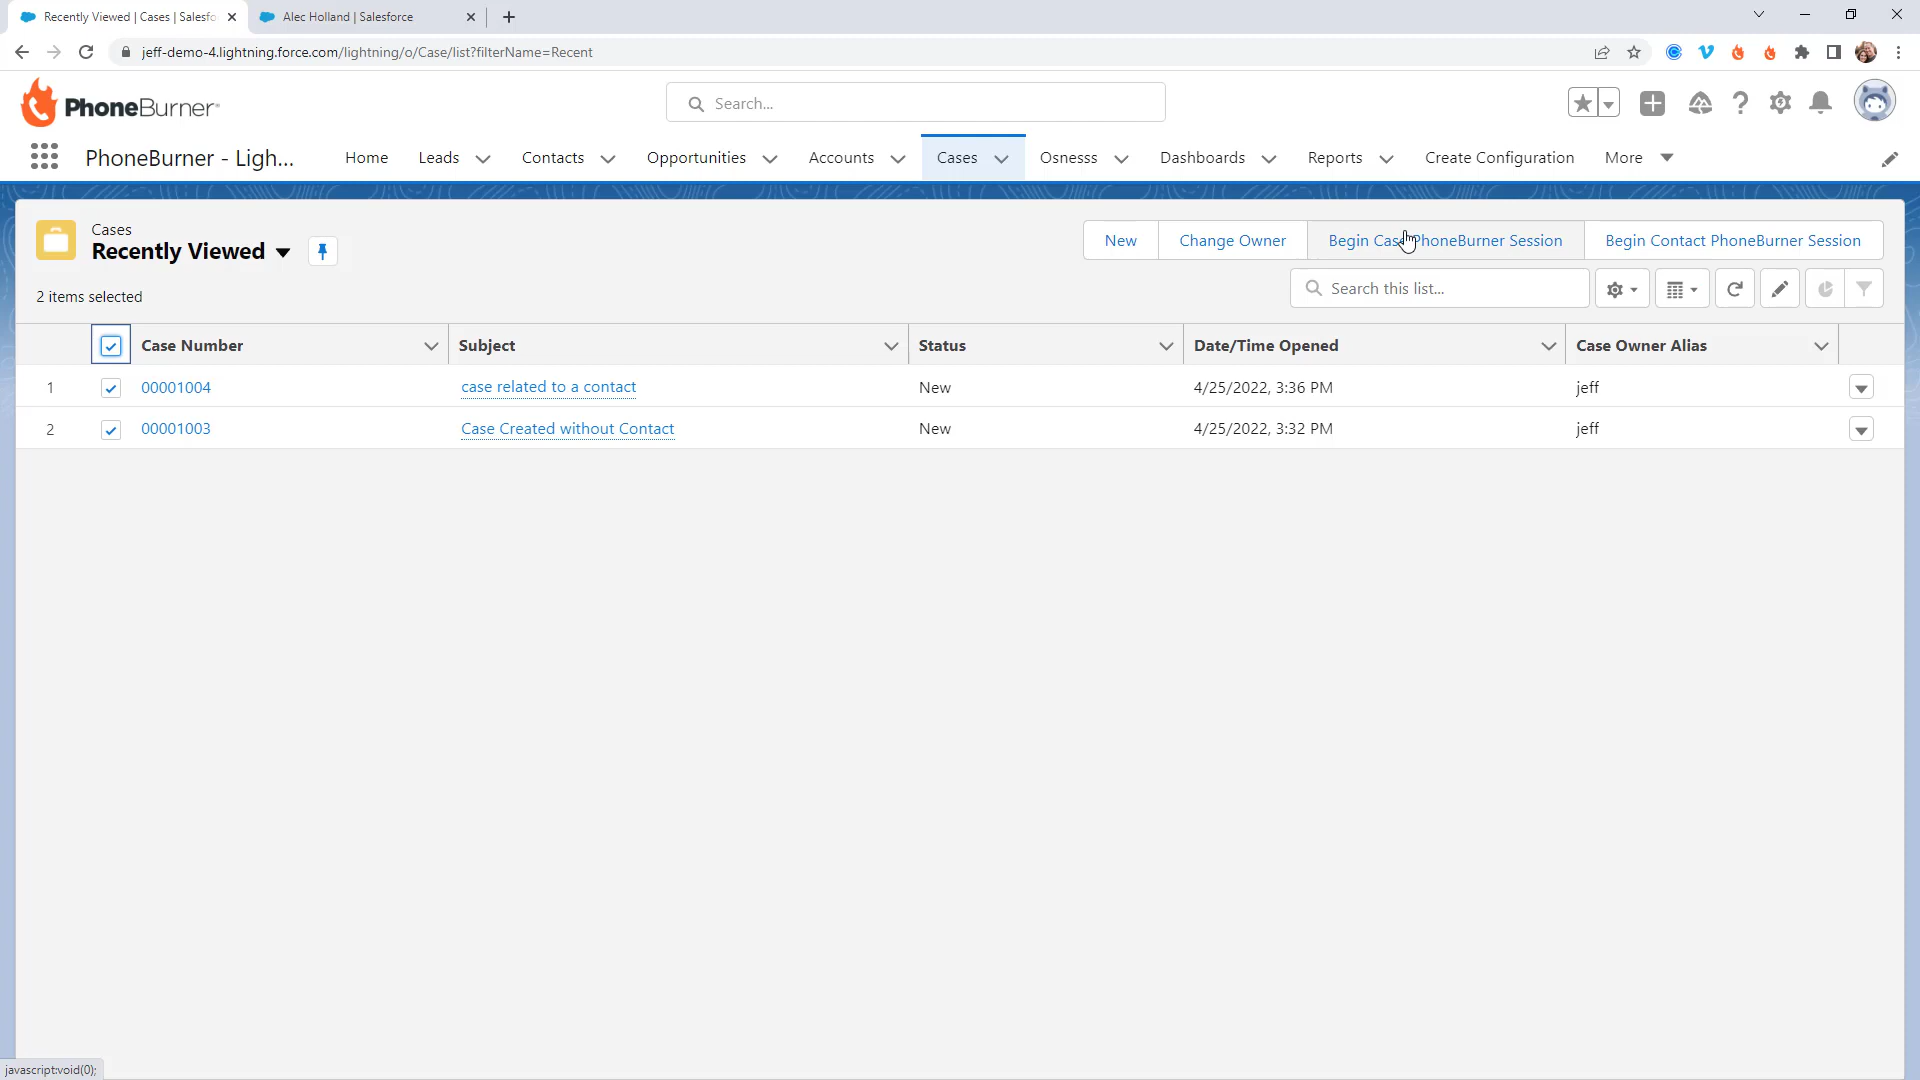 Recently Viewed | Cases | Salesfo
Alec Holland | Salesforce
jeff-demo-4.lightning.force.com/lightning/o/Case/list?filterName=Recent
PhoneBurner
Search...
PhoneBurner - Ligh...
Home
Leads
Contacts
Opportunities
Accounts
Cases
Osnesss
Dashboards
Reports
Create Configuration
More
Cases
Recently Viewed
New
Change Owner
Begin Case PhoneBurner Session
Begin Contact PhoneBurner Session
2 items selected
Search this list...
Case Number
Subject
Status
Date/Time Opened
Case Owner Alias
1 00001004 case related to a contact New 4/25/2022, 3:36 PM jeff
2 00001003 Case Created without Contact New 4/25/2022, 3:32 PM jeff
javascript:void(0);